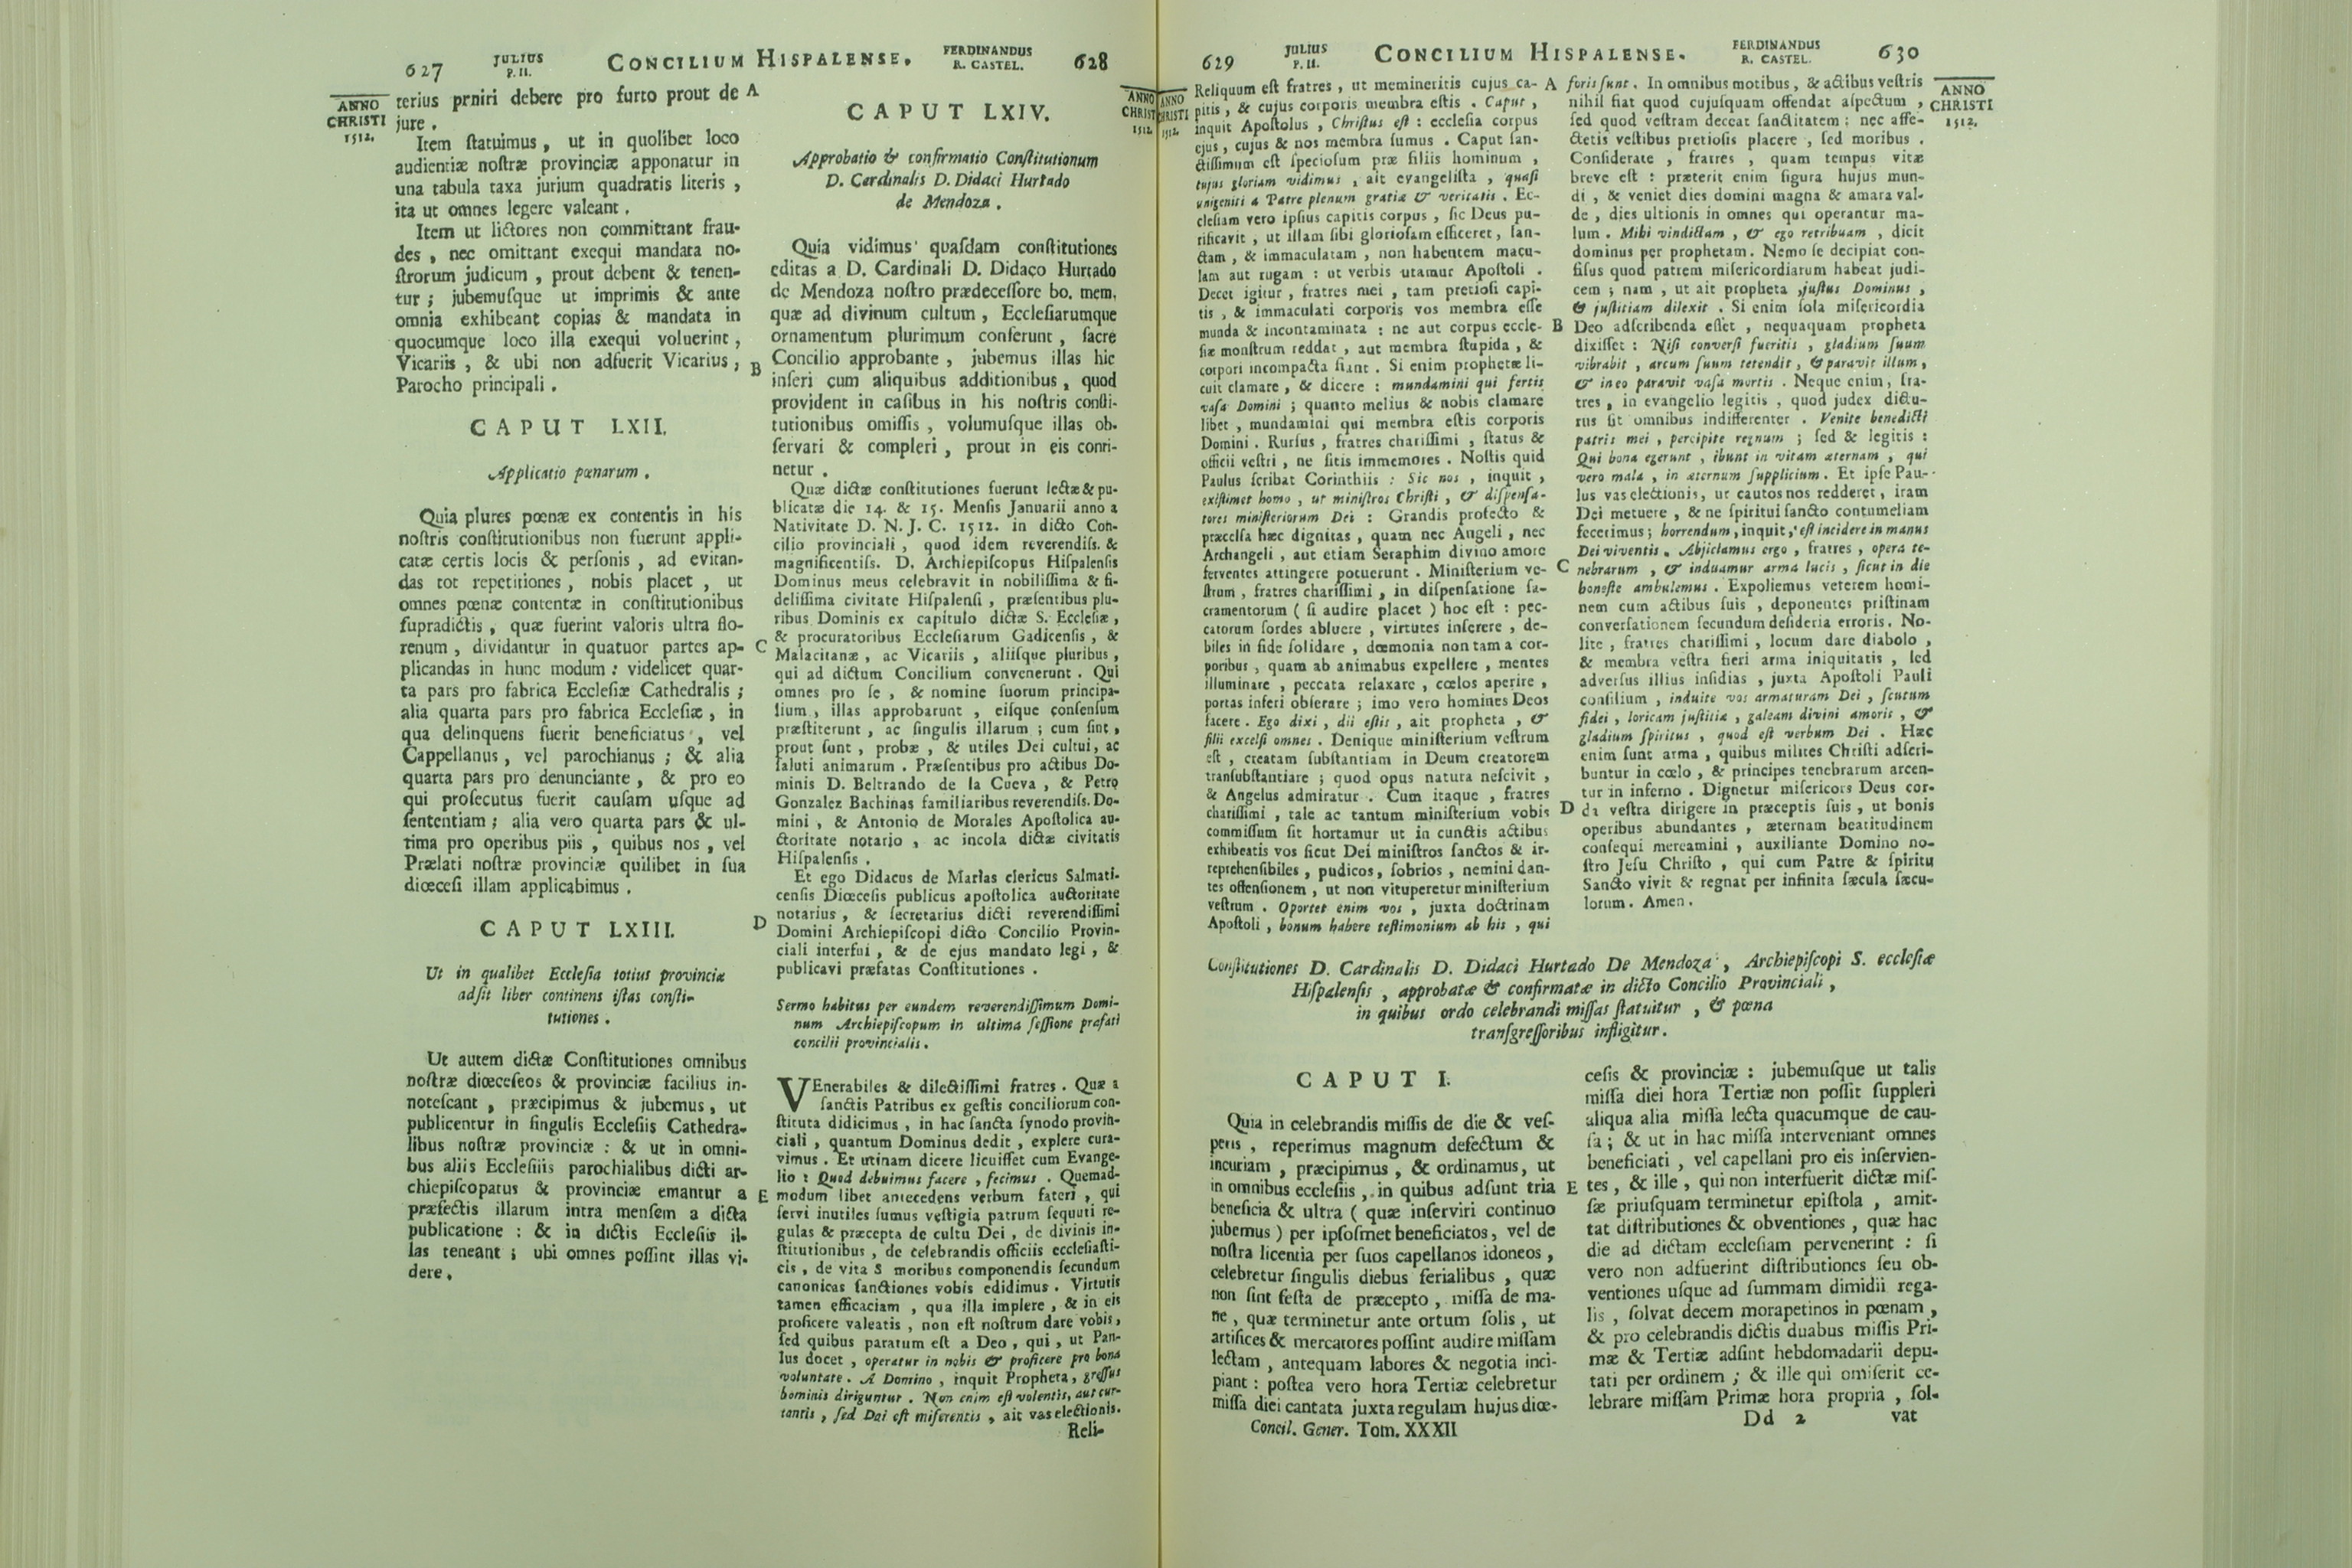 627
JULIUS
P. II.
CONCILIUM HISPALENSE.
FERDINANDUS
R. CASTEL.
628
ANNO
CHRISTI
1512.
terius prniri debere pro furto prout de A
jure.
Item ſtatuimus, ut in quolibet loco
audientiæ noſtræ provinciæ apponatur in
una tabula taxa jurium quadratis literis,
ita ut omnes legere valeant.
Item ut lictores non committant frau-
des, nec omittant exequi mandata no-
ſtrorum judicum, prout debent & tenen-
tur; jubemuſque ut imprimis & ante
omnia exhibeant copias & mandata in
quocumque loco illa exequi voluerint,
Vicariis, & ubi non adfuerit Vicarius, B
Parocho principali.
CAPUT LXII.
Applicatio pœnarum.
Quia plures pœnæ ex contentis in his
noſtris conſtitutionibus non fuerunt appli-
catæ certis locis & perſonis, ad evitan-
das tot repetitiones, nobis placet, ut
omnes pœnæ contentæ in conſtitutionibus
ſupradictis, quæ fuerint valoris ultra flo-
renum, dividantur in quatuor partes ap- C
plicandas in hunc modum: videlicet quar-
ta pars pro fabrica Eccleſiæ Cathedralis;
alia quarta pars pro fabrica Eccleſiæ, in
qua delinquens fuerit beneficiatus, vel
Cappellanus, vel parochianus; & alia
quarta pars pro denunciante, & pro eo
qui proſecutus fuerit cauſam uſque ad
ſententiam; alia vero quarta pars & ul-
tima pro operibus piis, quibus nos, vel
Prælati noſtræ provinciæ quilibet in ſua
diœceſi illam applicabimus.
CAPUT LXIII.
D
Ut in qualibet Eccleſia totius provinciæ
adſit liber continens iſtas conſti-
tutiones.
Ut autem dictæ Conſtitutiones omnibus
noſtræ diœceſeos & provinciæ facilius in-
noteſcant, præcipimus & jubemus, ut
publicentur in ſingulis Eccleſiis Cathedra-
libus noſtræ provinciæ: & ut in omni-
bus aliis Eccleſiiis parochialibus dicti ar-
chiepiſcopatus & provinciæ emantur a E
præfectis illarum intra menſem a dicta
publicatione: & in dictis Eccleſiis il-
las teneant; ubi omnes poſſint illas vi-
dere.
CAPUT LXIV.
Approbatio & confirmatio Conſtitutionum
D. Cardinalis D. Didaci Hurtado
de Mendoza.
Quia vidimus quaſdam conſtitutiones
editas a D. Cardinali D. Didaco Hurtado
de Mendoza noſtro prædeceſſore bo. mem.
quæ ad divinum cultum, Eccleſiarumque
ornamentum plurimum conferunt, ſacre
Concilio approbante, jubemus illas hic
inferi cum aliquibus additionibus, quod
provident in caſibus in his noſtris conſti-
tutionibus omiſſis, volumuſque illas ob-
ſervari & compleri, prout in eis conti-
netur.
Quæ dictæ conſtitutiones fuerunt lectæ & pu-
blicatæ die 14. & 15. Menſis Januarii anno a
Nativitate D. N. J. C. 1512. in dicto Con-
cilio provinciali, quod idem reverendiſs. &
magnificentiſs. D. Archiepiſcopus Hiſpalenſis
Dominus meus celebravit in nobiliſſima & fi-
deliſſima civitate Hiſpalenſi, præſentibus plu-
ribus Dominis ex capitulo dictæ S. Eccleſiæ,
& procuratoribus Eccleſiarum Gadicenſis, &
Malacitanæ, ac Vicariis, aliiſque pluribus,
qui ad dictum Concilium convenerunt. Qui
omnes pro ſe, & nomine ſuorum principa-
lium, illas approbarunt, eiſque conſenſum
præſtiterunt, ac ſingulis illarum; cum ſint,
prout ſunt, probæ, & utiles Dei cultui, ac
ſaluti animarum. Præſentibus pro actibus Do-
minis D. Beltrando de la Cueva, & Petro
Gonzalez Bachinas familiaribus reverendiſs. Do-
mini, & Antonio de Morales Apoſtolica au-
ctoritate notario, ac incola dictæ civitatis
Hiſpalenſis.
Et ego Didacus de Marlas clericus Salmati-
cenſis Diœceſis publicus apoſtolica auctoritate
notarius, & ſecretarius dicti reverendiſſimi
Domini Archiepiſcopi dicto Concilio Provin-
ciali interfui, & de ejus mandato legi, &
publicavi præfatas Conſtitutiones.
Sermo habitus per eundem reverendiſſimum Domi-
num Archiepiſcopum in ultima ſeſſione præfati
concilii provincialis.
VEnerabiles & dilectiſſimi fratres. Quæ a
ſanctis Patribus ex geſtis conciliorum con-
ſtituta didicimus, in hac ſancta ſynodo provin-
ciali, quantum Dominus dedit, explere cura-
vimus. Et utinam dicere licuiſſet cum Evange-
lio: Quod debuimus facere, fecimus. Quemad-
modum libet antecedens verbum fateri, qui
ſervi inutiles ſumus veſtigia patrum ſequuti re-
gulas & præcepta de cultu Dei, de divinis in-
ſtitutionibus, de celebrandis officiis eccleſiaſti-
cis, de vita S moribus componendis ſecundum
canonicas ſanctiones vobis edidimus. Virtutis
tamen efficaciam, qua illa implere, & in eis
proficere valeatis, non eſt noſtrum dare vobis,
ſed quibus paratum eſt a Deo, qui, ut Pau-
lus docet, operatur in nobis & proficere pro bona
voluntate. A Domino, inquit Propheta, greſſus
hominis diriguntur. Non enim eſt volentis, aut cur-
rantis, ſed Dai eſt miſerentis, ait vas electionis.
Reli-
ANNO
CHRIST
1512.
629
JULIUS
P. II.
CONCILIUM HISPALENSE.
FERDINANDUS
R. CASTEL.
630
ANNO
CHRISTI
1512.
Reliquum eſt fratres, ut memineritis cujus ca- A
pitis, & cujus corporis membra eſtis. Caput,
inquit Apoſtolus, Chriſtus eſt: eccleſia corpus
ejus, cujus & nos membra ſumus. Caput ſan-
ctiſſimum eſt ſpecioſum præ filiis hominum,
cujus gloriam vidimus, ait evangeliſta, quaſi
unigeniti a Patre plenum gratiæ & veritatis. Ec-
cleſiam vero ipſius capitis corpus, ſic Deus pu-
rificavit, ut illam ſibi glorioſam efficeret, ſan-
ctam, & immaculatam, non habentem macu-
lam aut rugam: ut verbis utamur Apoſtoli.
Decet igitur, fratres mei, tam pretioſi capi-
tis, & immaculati corporis vos membra eſſe
munda & incontaminata: ne aut corpus eccle- B
ſiæ monſtrum reddat, aut membra ſtupida, &
corpori incompacta fiant. Si enim prophetæ li-
cuit clamare, & dicere: mundamini qui fertis
vaſa Domini; quanto melius & nobis clamare
libet, mundamini qui membra eſtis corporis
Domini. Rurſus, fratres chariſſimi, ſtatus &
officii veſtri, ne ſitis immemores. Noſtis quid
Paulus ſcribat Corinthiis: Sic nos, inquit,
exiſtimet homo, ut miniſtros Chriſti, & diſpenſa-
tores miniſteriorum Dei: Grandis profecto &
præcelſa hæc dignitas, quam nec Angeli, nec
Archangeli, aut etiam Seraphim divino amore
ferventes attingere potuerunt. Miniſterium ve- C
ſtrum, fratres chariſſimi, in diſpenſatione ſa-
cramentorum (ſi audire placet) hoc eſt: pec-
catorum ſordes abluere, virtutes inſerere, de-
biles in fide ſolidare, dæmonia non tam a cor-
poribus, quam ab animabus expellere, mentes
illuminare, peccata relaxare, cœlos aperire,
portas inferi obſerare; imo vero homines Deos
facere. Ego dixi, dii eſtis, ait propheta, &
filii excelſi omnes. Denique miniſterium veſtrum
eſt, creatam ſubſtantiam in Deum creatorem
tranſubſtantiare; quod opus natura neſcivit,
& Angelus admiratur. Cum itaque, fratres
chariſſimi, tale ac tantum miniſterium vobis D
commiſſum ſit hortamur ut in cunctis actibus
exhibeatis vos ſicut Dei miniſtros ſanctos & ir-
reprehenſibiles, pudicos, ſobrios, nemini dan-
tes offenſionem, ut non vituperetur miniſterium
veſtrum. Oportet enim vos, juxta doctrinam
Apoſtoli, bonum habere teſtimonium ab his, qui
foris ſunt. In omnibus motibus, & actibus veſtris
nihil fiat quod cujuſquam offendat aſpectum,
ſed quod veſtram deceat ſanctitatem: nec affe-
ctetis veſtibus pretioſis placere, ſed moribus.
Conſiderate, fratres, quam tempus vitæ
breve eſt: præterit enim figura hujus mun-
di, & veniet dies domini magna & amara val-
de, dies ultionis in omnes qui operantur ma-
lum. Mihi vindictam, & ego retribuam, dicit
dominus per prophetam. Nemo ſe decipiat con-
fiſus quod patrem miſericordiarum habeat judi-
cem; nam, ut ait propheta, juſtus Dominus,
& juſtitiam dilexit. Si enim ſola miſericordia
Deo adſcribenda eſſet, nequaquam propheta
dixiſſet: Niſi converſi fueritis, gladium ſuum
vibrabit, arcum ſuum tetendit, & paravit illum,
& in eo paravit vaſa mortis. Neque enim, fra-
tres, in evangelio legitis, quod judex dictu-
rus ſit omnibus indifferenter. Venite benedicti
patris mei, percipite regnum; ſed & legitis:
Qui bona egerunt, ibunt in vitam æternam, qui
vero mala, in æternum ſupplicium. Et ipſe Pau-
lus vas electionis, ut cautos nos redderet, iram
Dei metuere, & ne ſpiritui ſancto contumeliam
fecerimus; horrendum, inquit, eſt incidere in manus
Dei viventis. Abjiciamus ergo, fratres, opera te-
nebrarum, & induamur arma lucis, ſicut in die
honeſte ambulemus. Expoliemus veterem homi-
nem cum actibus ſuis, deponentes priſtinam
converſationem ſecundum deſideria erroris. No-
lite, fratres chariſſimi, locum dare diabolo,
& membra veſtra fieri arma iniquitatis, ſed
adverſus illius inſidias, juxta Apoſtoli Pauli
conſilium, induite vos armaturam Dei, ſcutum
fidei, loricam juſtitiæ, galeam divini amoris, &
gladium ſpiritus, quod eſt verbum Dei. Hæc
enim ſunt arma, quibus milites Chriſti adſcri-
buntur in cœlo, & principes tenebrarum arcen-
tur in inferno. Dignetur miſericors Deus cor-
da veſtra dirigere in præceptis ſuis, ut bonis
operibus abundantes, æternam beatitudinem
conſequi mereamini, auxiliante Domino no-
ſtro Jeſu Chriſto, qui cum Patre & ſpiritu
Sancto vivit & regnat per infinita ſæcula ſæcu-
lorum. Amen.
Conſtitutiones D. Cardinalis D. Didaci Hurtado De Mendoza, Archiepiſcopi S. eccleſiæ
Hiſpalenſis, approbatæ & confirmatæ in dicto Concilio Provinciali,
in quibus ordo celebrandi miſſas ſtatuitur, & pœna
tranſgreſſoribus infligitur.
CAPUT I.
Quia in celebrandis miſſis de die & veſ-
peris, reperimus magnum defectum &
incuriam, præcipimus, & ordinamus, ut
in omnibus eccleſiis, in quibus adſunt tria E
beneficia & ultra (quæ inſerviri continuo
jubemus) per ipſoſmet beneficiatos, vel de
noſtra licentia per ſuos capellanos idoneos,
celebretur ſingulis diebus ferialibus, quæ
non ſint feſta de præcepto, miſſa de ma-
ne, quæ terminetur ante ortum ſolis, ut
artifices & mercatores poſſint audire miſſam
lectam, antequam labores & negotia inci-
piant: poſtea vero hora Tertiæ celebretur
miſſa diei cantata juxta regulam hujus diœ-
Concil. Gener. Tom. XXXII
ceſis & provinciæ: jubemuſque ut talis
miſſa diei hora Tertiæ non poſſit ſuppleri
aliqua alia miſſa lecta quacumque de cau-
ſa; & ut in hac miſſa interveniant omnes
beneficiati, vel capellani pro eis inſervien-
tes, & ille, qui non interfuerit dictæ miſ-
ſæ priuſquam terminetur epiſtola, amit-
tat diſtributiones & obventiones, quæ hac
die ad dictam eccleſiam pervenerint: ſi
vero non adfuerint diſtributiones ſeu ob-
ventiones uſque ad ſummam dimidii rega-
lis, ſolvat decem morapetinos in pœnam,
& pro celebrandis dictis duabus miſſis Pri-
mæ & Tertiæ adſint hebdomadarii depu-
tati per ordinem; & ille qui omiſerit ce-
lebrare miſſam Primæ hora propria, ſol-
Dd 2
vat